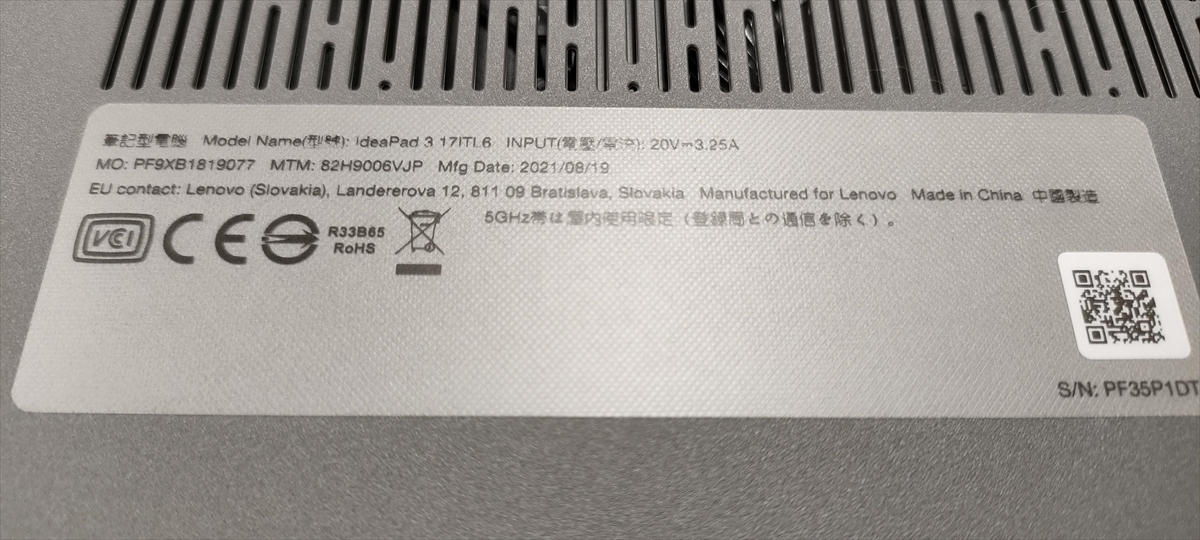 筆記型電腦 Model Name(型號): IdeaPad 3 17ITL6 INPUT(電壓/電流): 20V⎓3.25A
MO: PF9XB1819077 MTM: 82H9006VJP Mfg Date: 2021/08/19
EU contact: Lenovo (Slovakia), Landererova 12, 811 09 Bratislava, Slovakia Manufactured for Lenovo Made in China 中國製造
5GHz帯は屋内使用限定（登録局との通信を除く）。
VCI CE
R33B65
RoHS
S/N: PF35P1DT